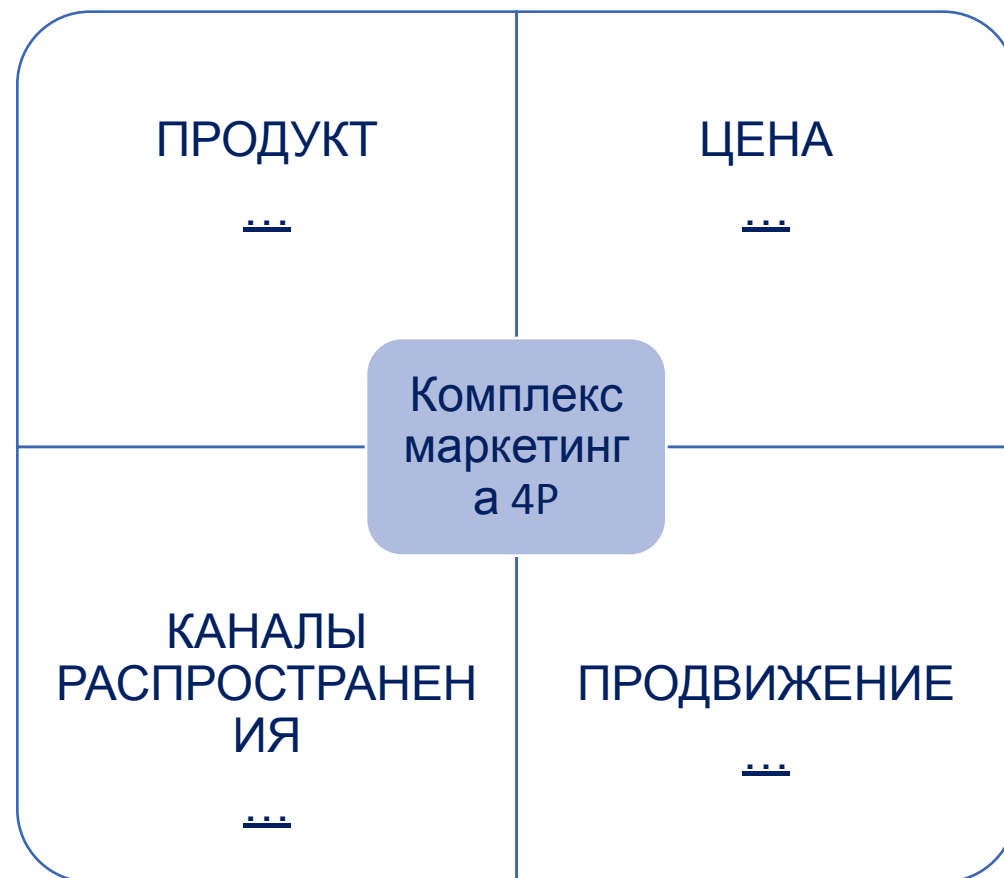 ПРОДУКТ
...
ЦЕНА
...
Комплекс
маркетинг
а 4P
КАНАЛЫ
РАСПРОСТРАНЕН
ИЯ
...
ПРОДВИЖЕНИЕ
...